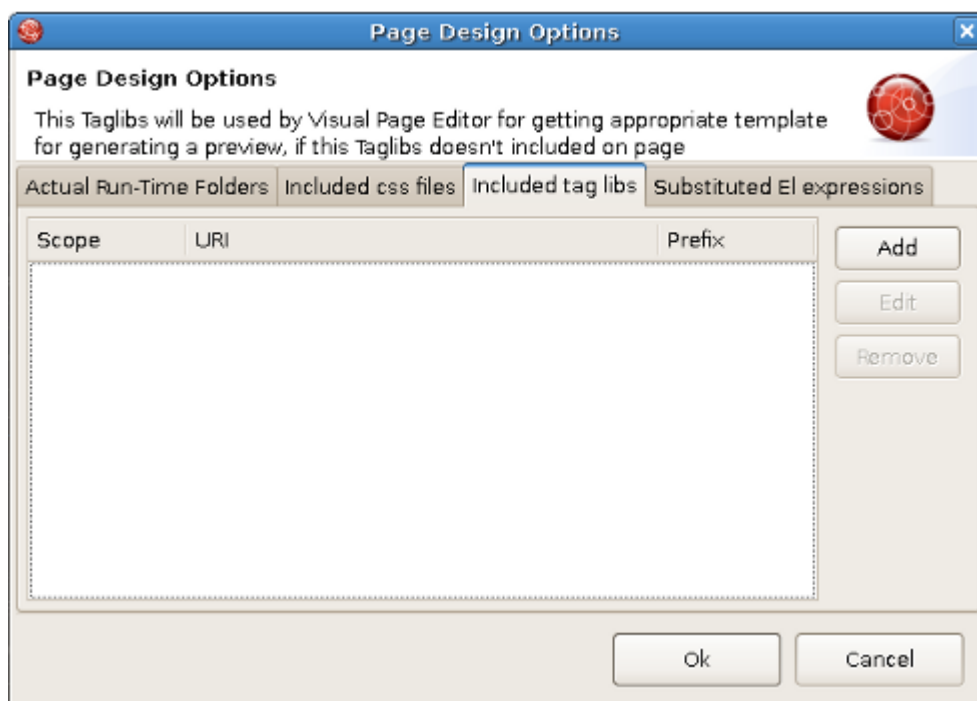 Page Design Options
Page Design Options
This Taglibs will be used by Visual Page Editor for getting appropriate template
for generating a preview, if this Taglibs doesn't included on page
Actual Run-Time Folders Included css files Included tag libs Substituted El expressions
Scope URI Prefix
Add
Edit
Remove
Ok Cancel